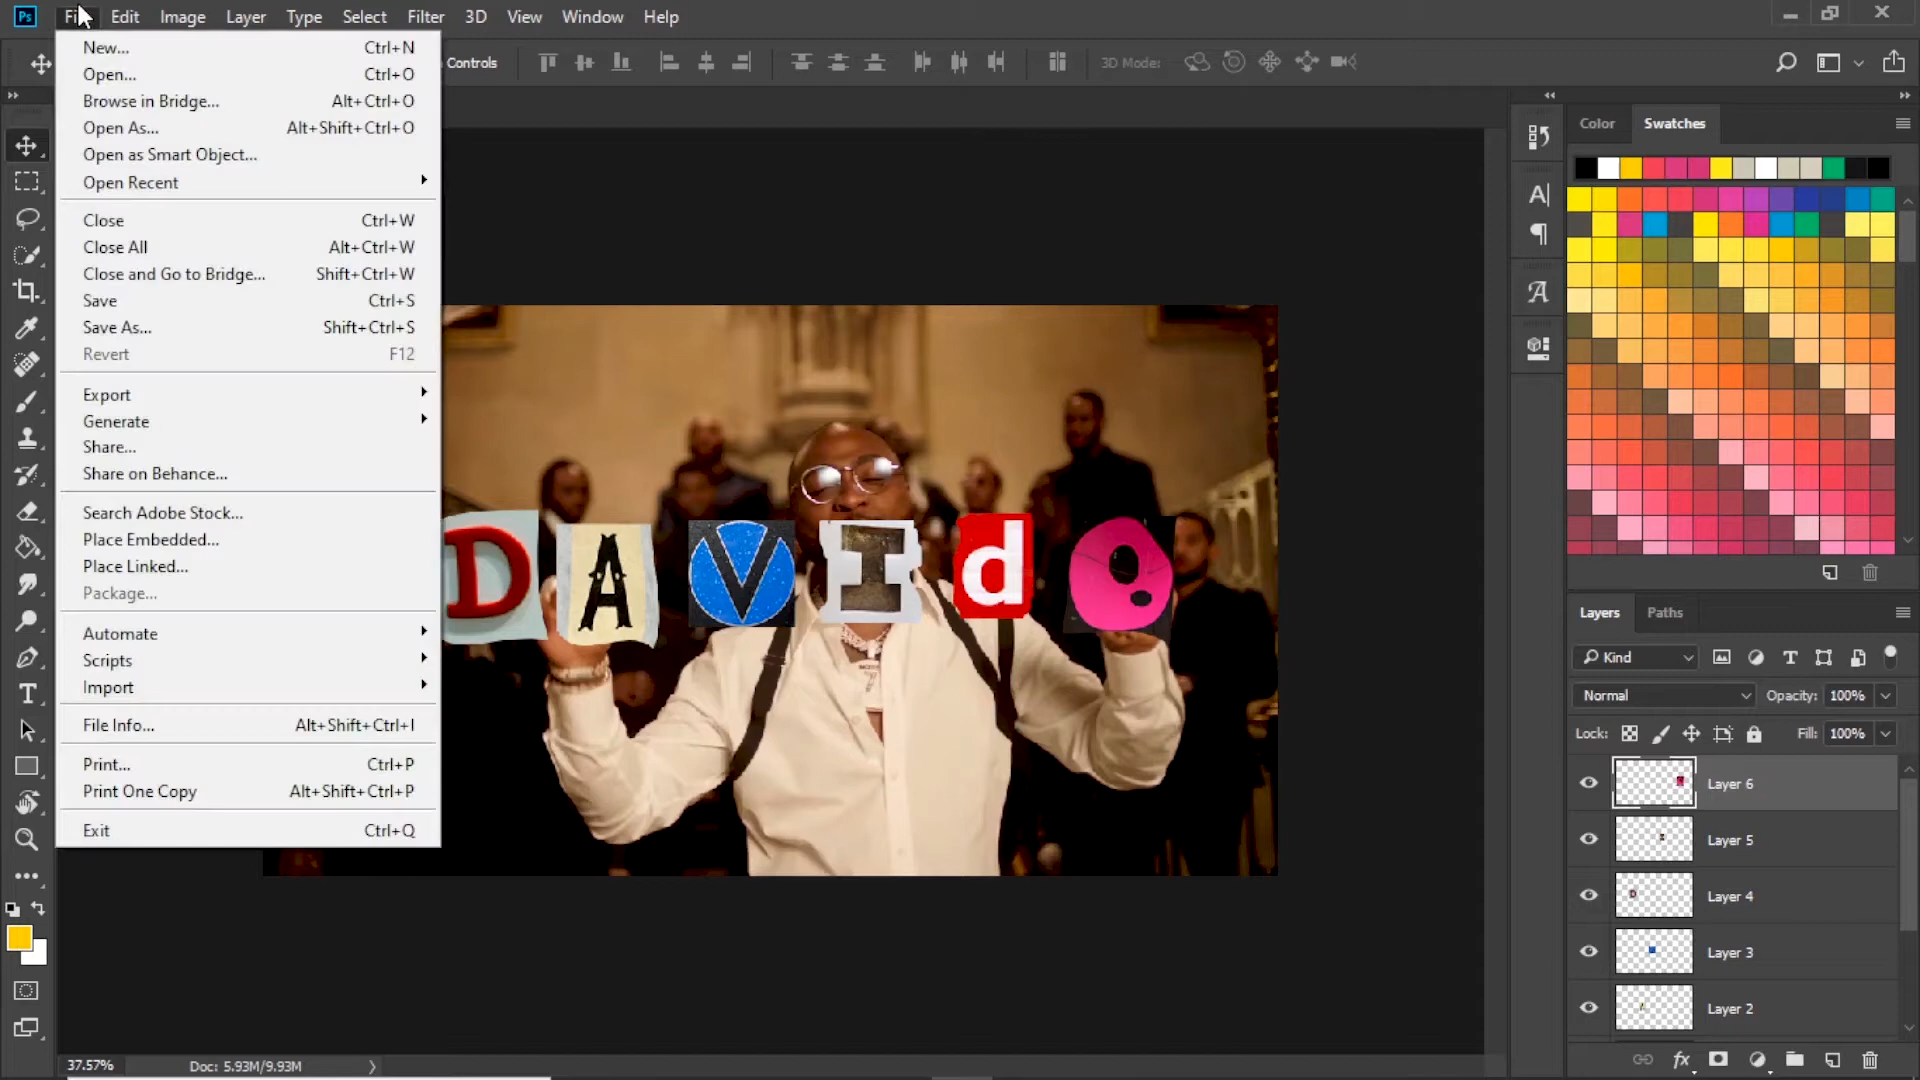 Ps
Edit Image Layer Type Select Filter 3D View Window Help
New... Ctrl+N
Open... Ctrl+O
Browse in Bridge... Alt+Ctrl+O
Open As... Alt+Shift+Ctrl+O
Open as Smart Object...
Open Recent
Close Ctrl+W
Close All Alt+Ctrl+W
Close and Go to Bridge... Shift+Ctrl+W
Save Ctrl+S
Save As... Shift+Ctrl+S
Revert F12
Export
Generate
Share...
Share on Behance...
Search Adobe Stock...
Place Embedded...
Place Linked...
Package...
Automate
Scripts
Import
File Info... Alt+Shift+Ctrl+I
Print... Ctrl+P
Print One Copy Alt+Shift+Ctrl+P
Exit Ctrl+Q
Controls
3D Mode:
DAVIdO
Color Swatches
Layers Paths
Kind
Normal Opacity: 100%
Lock: Fill: 100%
Layer 6
Layer 5
Layer 4
Layer 3
Layer 2
37.57% Doc: 5.93M/9.93M